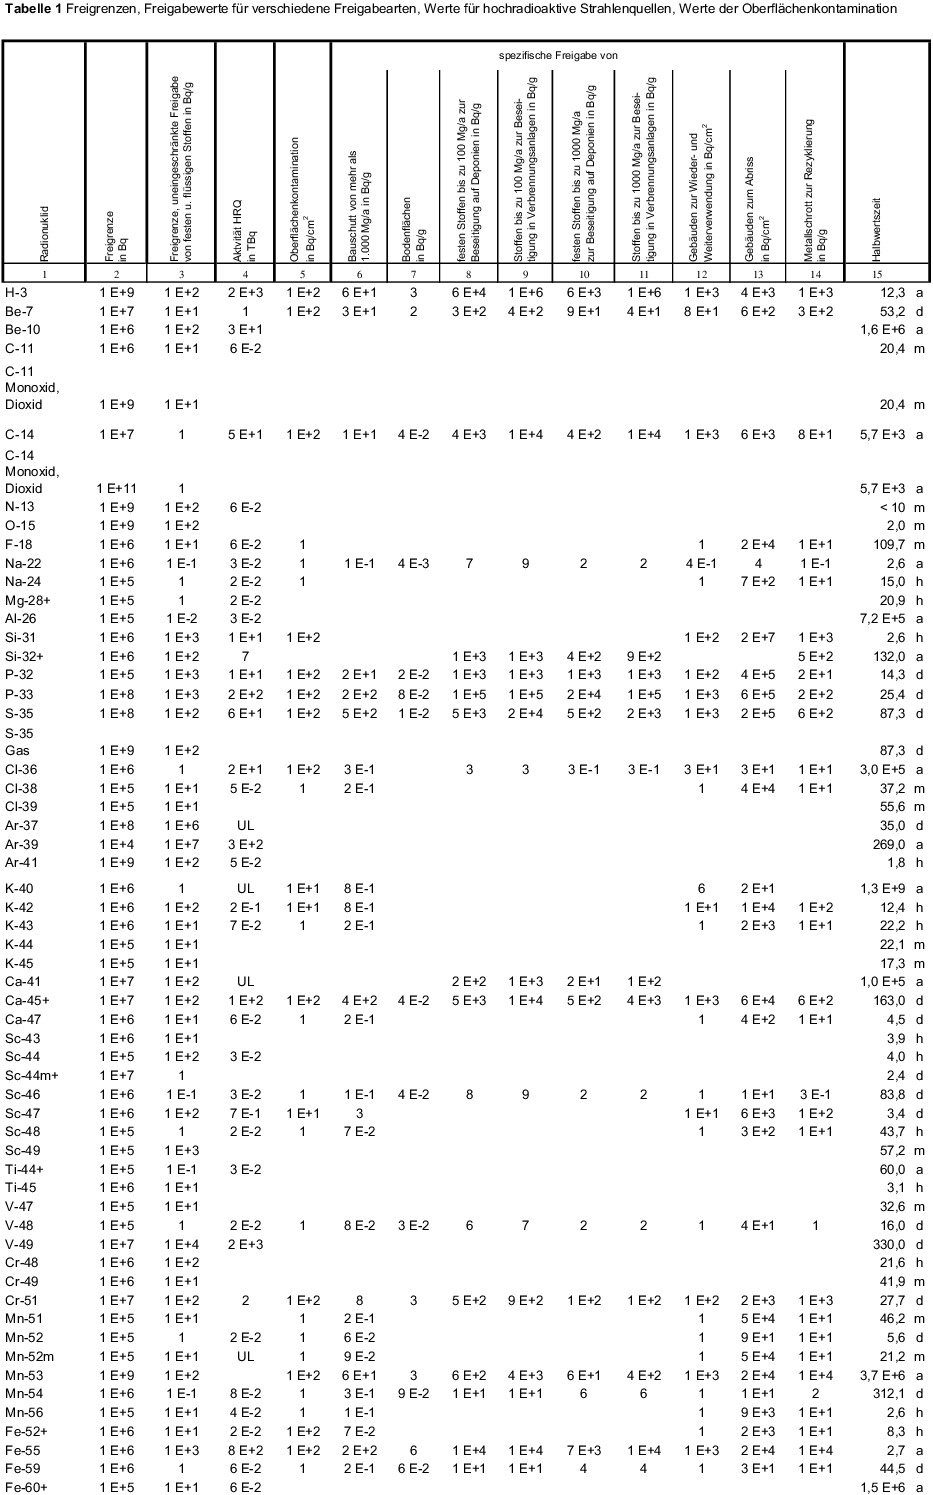 Tabelle 1 Freigrenzen, Freigabewerte für verschiedene Freigabearten, Werte für hochradioaktive Strahlenquellen, Werte der Oberflächenkontamination
spezifische Freigabe von
Radionuklid
Freigrenze
in Bq
Freigrenze, uneingeschränkte Freigabe
von festen u. flüssigen Stoffen in Bq/g
Aktvität HRQ
in TBq
Oberflächenkontamination
in Bq/cm2
Bauschutt von mehr als
1.000 Mg/a in Bq/g
Bodenflächen
in Bq/g
festen Stoffen bis zu 100 Mg/a zur
Beseitigung auf Deponien in Bq/g
Stoffen bis zu 100 Mg/a zur Besei-
tigung in Verbrennungsanlagen in Bq/g
festen Stoffen bis zu 1000 Mg/a
zur Beseitigung auf Deponien in Bq/g
Stoffen bis zu 1000 Mg/a zur Besei-
tigung in Verbrennungsanlagen in Bq/g
Gebäuden zur Wieder- und
Weiterverwendung in Bq/cm2
Gebäuden zum Abriss
in Bq/cm2
Metallschrott zur Rezyklierung
in Bq/g
Halbwertszeit
1 2 3 4 5 6 7 8 9 10 11 12 13 14 15
H-3 1 E+9 1 E+2 2 E+3 1 E+2 6 E+1 3 6 E+4 1 E+6 6 E+3 1 E+6 1 E+3 4 E+3 1 E+3 12,3 a
Be-7 1 E+7 1 E+1 1 1 E+2 3 E+1 2 3 E+2 4 E+2 9 E+1 4 E+1 8 E+1 6 E+2 3 E+2 53,2 d
Be-10 1 E+6 1 E+2 3 E+1 1,6 E+6 a
C-11 1 E+6 1 E+1 6 E-2 20,4 m
C-11
Monoxid,
Dioxid 1 E+9 1 E+1 20,4 m
C-14 1 E+7 1 5 E+1 1 E+2 1 E+1 4 E-2 4 E+3 1 E+4 4 E+2 1 E+4 1 E+3 6 E+3 8 E+1 5,7 E+3 a
C-14
Monoxid,
Dioxid 1 E+11 1 5,7 E+3 a
N-13 1 E+9 1 E+2 6 E-2 < 10 m
O-15 1 E+9 1 E+2 2,0 m
F-18 1 E+6 1 E+1 6 E-2 1 1 2 E+4 1 E+1 109,7 m
Na-22 1 E+6 1 E-1 3 E-2 1 1 E-1 4 E-3 7 9 2 2 4 E-1 4 1 E-1 2,6 a
Na-24 1 E+5 1 2 E-2 1 1 7 E+2 1 E+1 15,0 h
Mg-28+ 1 E+5 1 2 E-2 20,9 h
Al-26 1 E+5 1 E-2 3 E-2 7,2 E+5 a
Si-31 1 E+6 1 E+3 1 E+1 1 E+2 1 E+2 2 E+7 1 E+3 2,6 h
Si-32+ 1 E+6 1 E+2 7 1 E+3 1 E+3 4 E+2 9 E+2 5 E+2 132,0 a
P-32 1 E+5 1 E+3 1 E+1 1 E+2 2 E+1 2 E-2 1 E+3 1 E+3 1 E+3 1 E+3 1 E+2 4 E+5 2 E+1 14,3 d
P-33 1 E+8 1 E+3 2 E+2 1 E+2 2 E+2 8 E-2 1 E+5 1 E+5 2 E+4 1 E+5 1 E+3 6 E+5 2 E+2 25,4 d
S-35 1 E+8 1 E+2 6 E+1 1 E+2 5 E+2 1 E-2 5 E+3 2 E+4 5 E+2 2 E+3 1 E+3 2 E+5 6 E+2 87,3 d
S-35
Gas 1 E+9 1 E+2 87,3 d
Cl-36 1 E+6 1 2 E+1 1 E+2 3 E-1 3 3 3 E-1 3 E-1 3 E+1 3 E+1 1 E+1 3,0 E+5 a
Cl-38 1 E+5 1 E+1 5 E-2 1 2 E-1 1 4 E+4 1 E+1 37,2 m
Cl-39 1 E+5 1 E+1 55,6 m
Ar-37 1 E+8 1 E+6 UL 35,0 d
Ar-39 1 E+4 1 E+7 3 E+2 269,0 a
Ar-41 1 E+9 1 E+2 5 E-2 1,8 h
K-40 1 E+6 1 UL 1 E+1 8 E-1 6 2 E+1 1,3 E+9 a
K-42 1 E+6 1 E+2 2 E-1 1 E+1 8 E-1 1 E+1 1 E+4 1 E+2 12,4 h
K-43 1 E+6 1 E+1 7 E-2 1 2 E-1 1 2 E+3 1 E+1 22,2 h
K-44 1 E+5 1 E+1 22,1 m
K-45 1 E+5 1 E+1 17,3 m
Ca-41 1 E+7 1 E+2 UL 2 E+2 1 E+3 2 E+1 1 E+2 1,0 E+5 a
Ca-45+ 1 E+7 1 E+2 1 E+2 1 E+2 4 E+2 4 E-2 5 E+3 1 E+4 5 E+2 4 E+3 1 E+3 6 E+4 6 E+2 163,0 d
Ca-47 1 E+6 1 E+1 6 E-2 1 2 E-1 1 4 E+2 1 E+1 4,5 d
Sc-43 1 E+6 1 E+1 3,9 h
Sc-44 1 E+5 1 E+2 3 E-2 4,0 h
Sc-44m+ 1 E+7 1 2,4 d
Sc-46 1 E+6 1 E-1 3 E-2 1 1 E-1 4 E-2 8 9 2 2 1 1 E+1 3 E-1 83,8 d
Sc-47 1 E+6 1 E+2 7 E-1 1 E+1 3 1 E+1 6 E+3 1 E+2 3,4 d
Sc-48 1 E+5 1 2 E-2 1 7 E-2 1 3 E+2 1 E+1 43,7 h
Sc-49 1 E+5 1 E+3 57,2 m
Ti-44+ 1 E+5 1 E-1 3 E-2 60,0 a
Ti-45 1 E+6 1 E+1 3,1 h
V-47 1 E+5 1 E+1 32,6 m
V-48 1 E+5 1 2 E-2 1 8 E-2 3 E-2 6 7 2 2 1 4 E+1 1 16,0 d
V-49 1 E+7 1 E+4 2 E+3 330,0 d
Cr-48 1 E+6 1 E+2 21,6 h
Cr-49 1 E+6 1 E+1 41,9 m
Cr-51 1 E+7 1 E+2 2 1 E+2 8 3 5 E+2 9 E+2 1 E+2 1 E+2 1 E+2 2 E+3 1 E+3 27,7 d
Mn-51 1 E+5 1 E+1 1 2 E-1 1 5 E+4 1 E+1 46,2 m
Mn-52 1 E+5 1 2 E-2 1 6 E-2 1 9 E+1 1 E+1 5,6 d
Mn-52m 1 E+5 1 E+1 UL 1 9 E-2 1 5 E+4 1 E+1 21,2 m
Mn-53 1 E+9 1 E+2 1 E+2 6 E+1 3 6 E+2 4 E+3 6 E+1 4 E+2 1 E+3 2 E+4 1 E+4 3,7 E+6 a
Mn-54 1 E+6 1 E-1 8 E-2 1 3 E-1 9 E-2 1 E+1 1 E+1 6 6 1 1 E+1 2 312,1 d
Mn-56 1 E+5 1 E+1 4 E-2 1 1 E-1 1 9 E+3 1 E+1 2,6 h
Fe-52+ 1 E+6 1 E+1 2 E-2 1 E+2 7 E-2 1 2 E+3 1 E+1 8,3 h
Fe-55 1 E+6 1 E+3 8 E+2 1 E+2 2 E+2 6 1 E+4 1 E+4 7 E+3 1 E+4 1 E+3 2 E+4 1 E+4 2,7 a
Fe-59 1 E+6 1 6 E-2 1 2 E-1 6 E-2 1 E+1 1 E+1 4 4 1 3 E+1 1 E+1 44,5 d
Fe-60+ 1 E+5 1 E+1 6 E-2 1,5 E+6 a